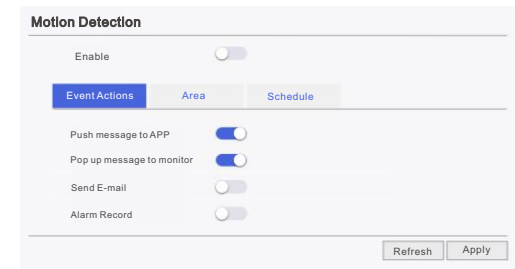 Motion Detection
Enable
Event Actions Area Schedule
Push message to APP
Pop up message to monitor
Send E-mail
Alarm Record
Refresh Apply